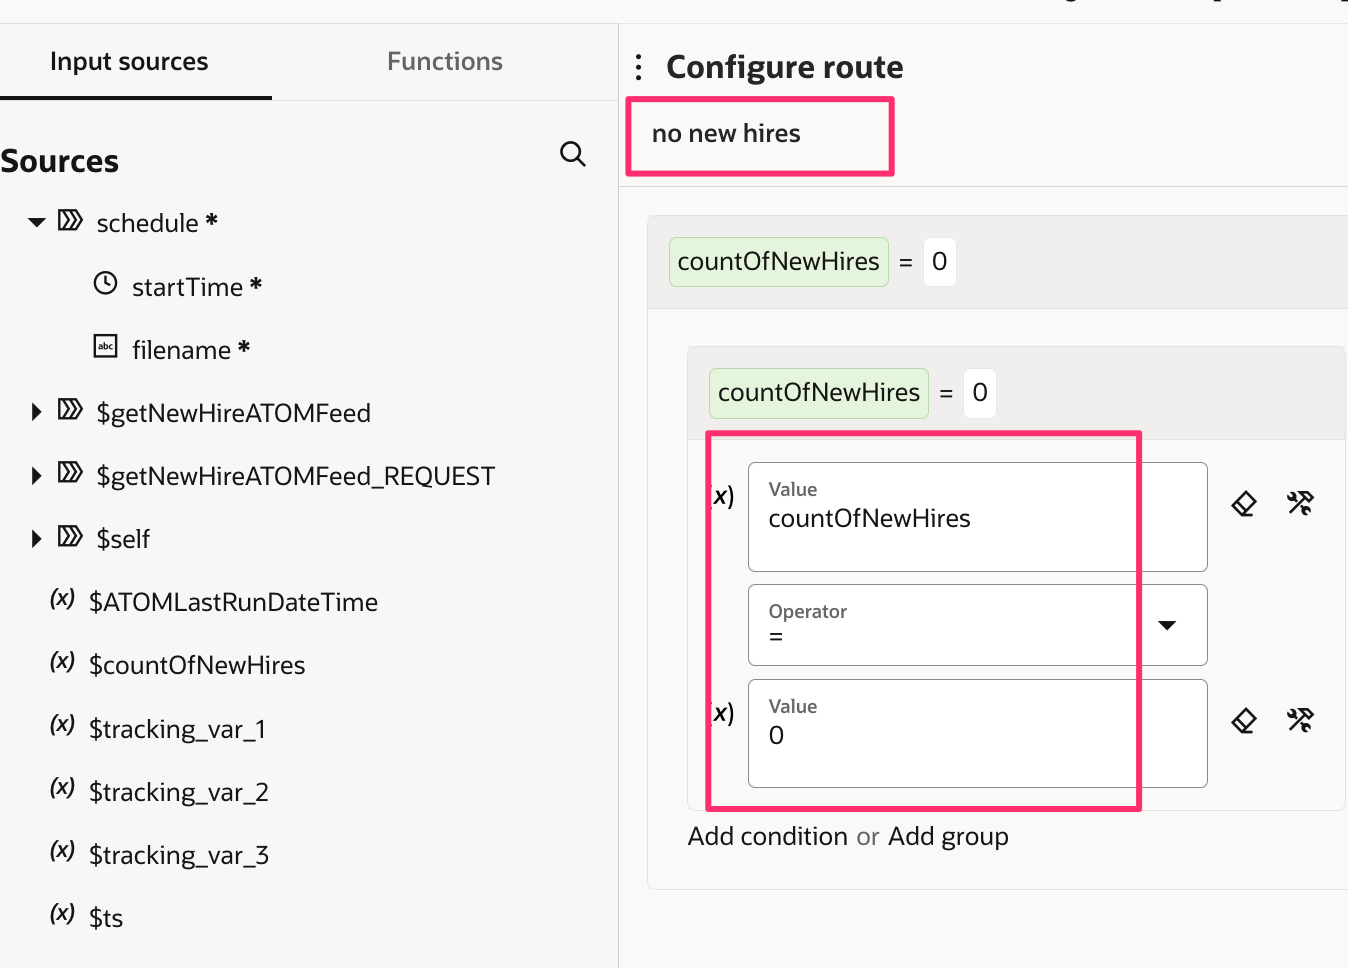 Input sources
Functions
Sources
schedule *
startTime *
abc
filename *
$getNewHireATOMFeed
$getNewHireATOMFeed_REQUEST
$self
(x) $ATOMLastRunDateTime
(x) $countOfNewHires
(x) $tracking_var_1
(x) $tracking_var_2
(x) $tracking_var_3
(x) $ts
Configure route
no new hires
countOfNewHires = 0
countOfNewHires = 0
(x)
Value
countOfNewHires
Operator
=
(x)
Value
0
Add condition or Add group